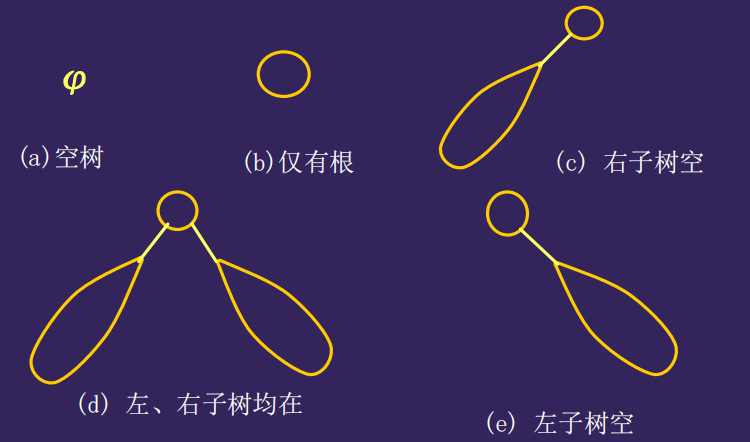 φ
(a)空树
(b)仅有根
(c) 右子树空
(d) 左、右子树均在
(e) 左子树空